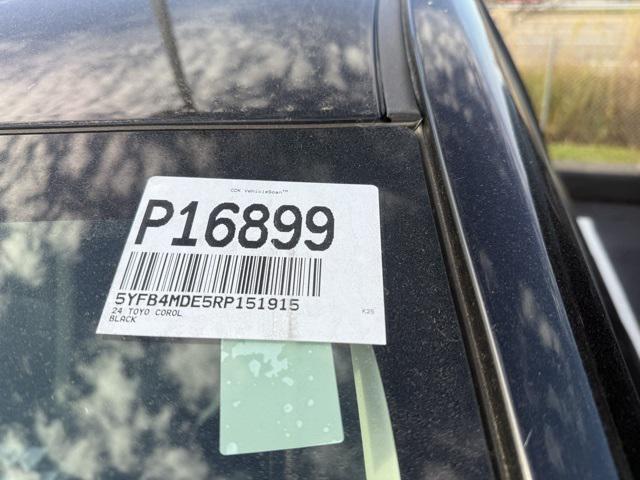 CDK VehicleScan™
P16899
5YFB4MDE5RP151915
24 TOYO COROL K25
BLACK